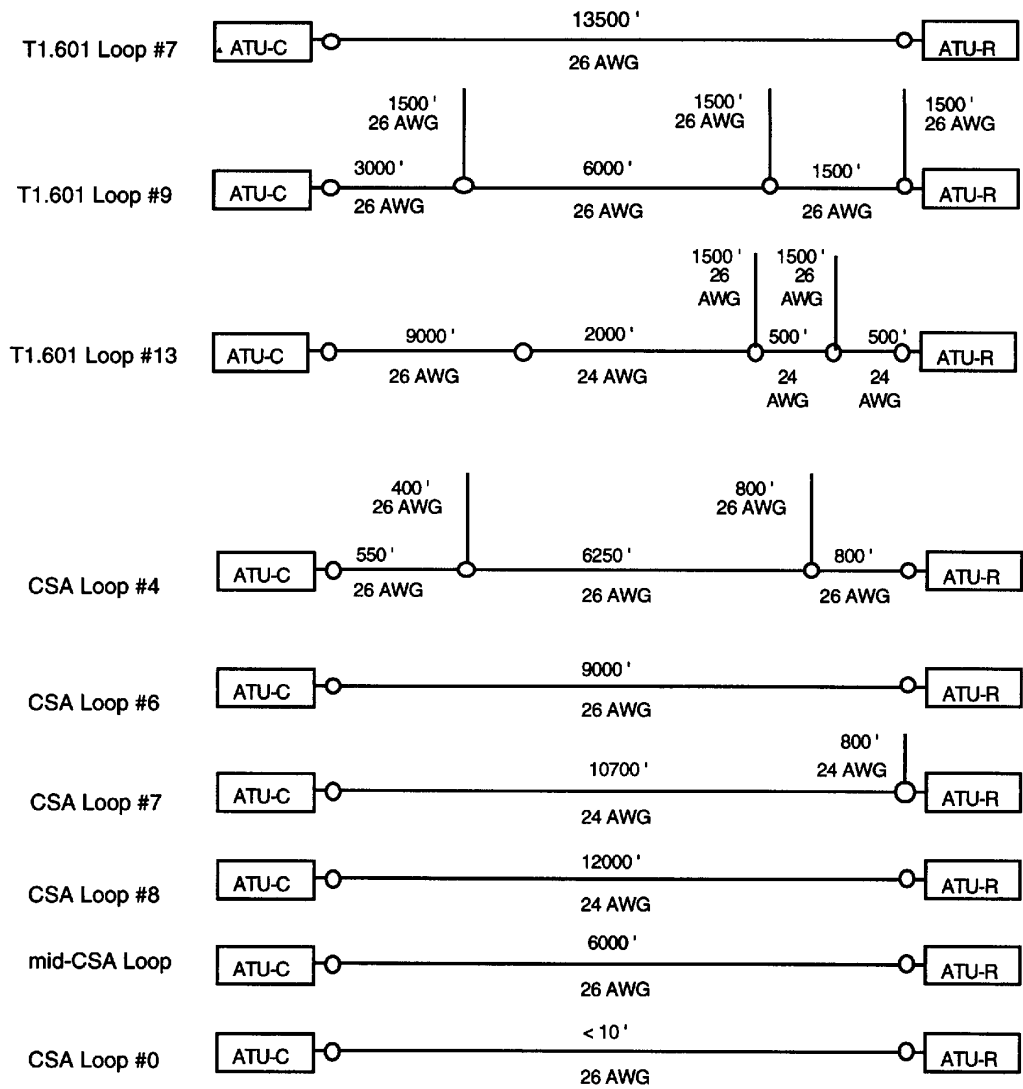 13500 '
T1.601 Loop #7
ATU-C
ATU-R
26 AWG
1500 '
26 AWG
1500 '
26 AWG
1500 '
26 AWG
3000 '
6000 '
1500 '
T1.601 Loop #9
ATU-C
ATU-R
26 AWG
26 AWG
26 AWG
1500 '
26
AWG
1500 '
26
AWG
9000 '
2000 '
500 '
500 '
T1.601 Loop #13
ATU-C
ATU-R
26 AWG
24 AWG
24
AWG
24
AWG
400 '
26 AWG
800 '
26 AWG
550 '
6250 '
800 '
CSA Loop #4
ATU-C
ATU-R
26 AWG
26 AWG
26 AWG
9000 '
CSA Loop #6
ATU-C
ATU-R
26 AWG
800 '
24 AWG
10700 '
CSA Loop #7
ATU-C
ATU-R
24 AWG
12000 '
CSA Loop #8
ATU-C
ATU-R
24 AWG
6000 '
mid-CSA Loop
ATU-C
ATU-R
26 AWG
< 10 '
CSA Loop #0
ATU-C
ATU-R
26 AWG